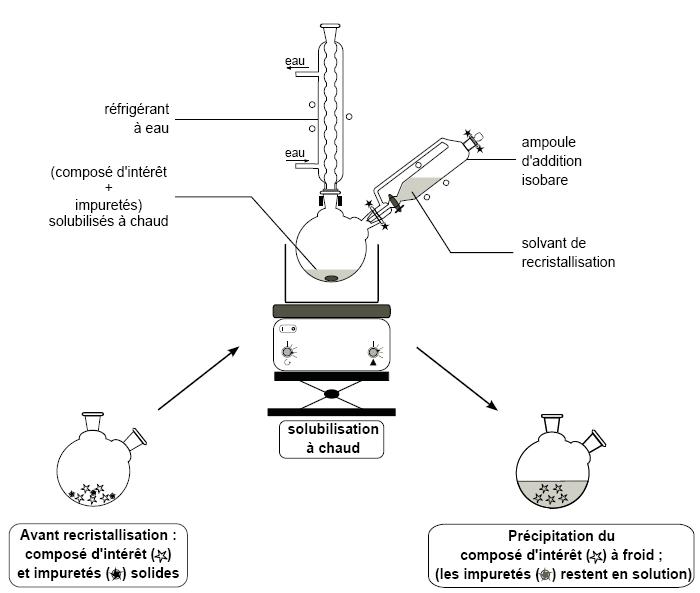 eau
réfrigérant
à eau
eau
(composé d'intérêt
+
impuretés)
solubilisés à chaud
ampoule
d'addition
isobare
solvant de
recristallisation
solubilisation
à chaud
Avant recristallisation :
composé d'intérêt ( )
et impuretés ( ) solides
Précipitation du
composé d'intérêt ( ) à froid ;
(les impuretés ( ) restent en solution)